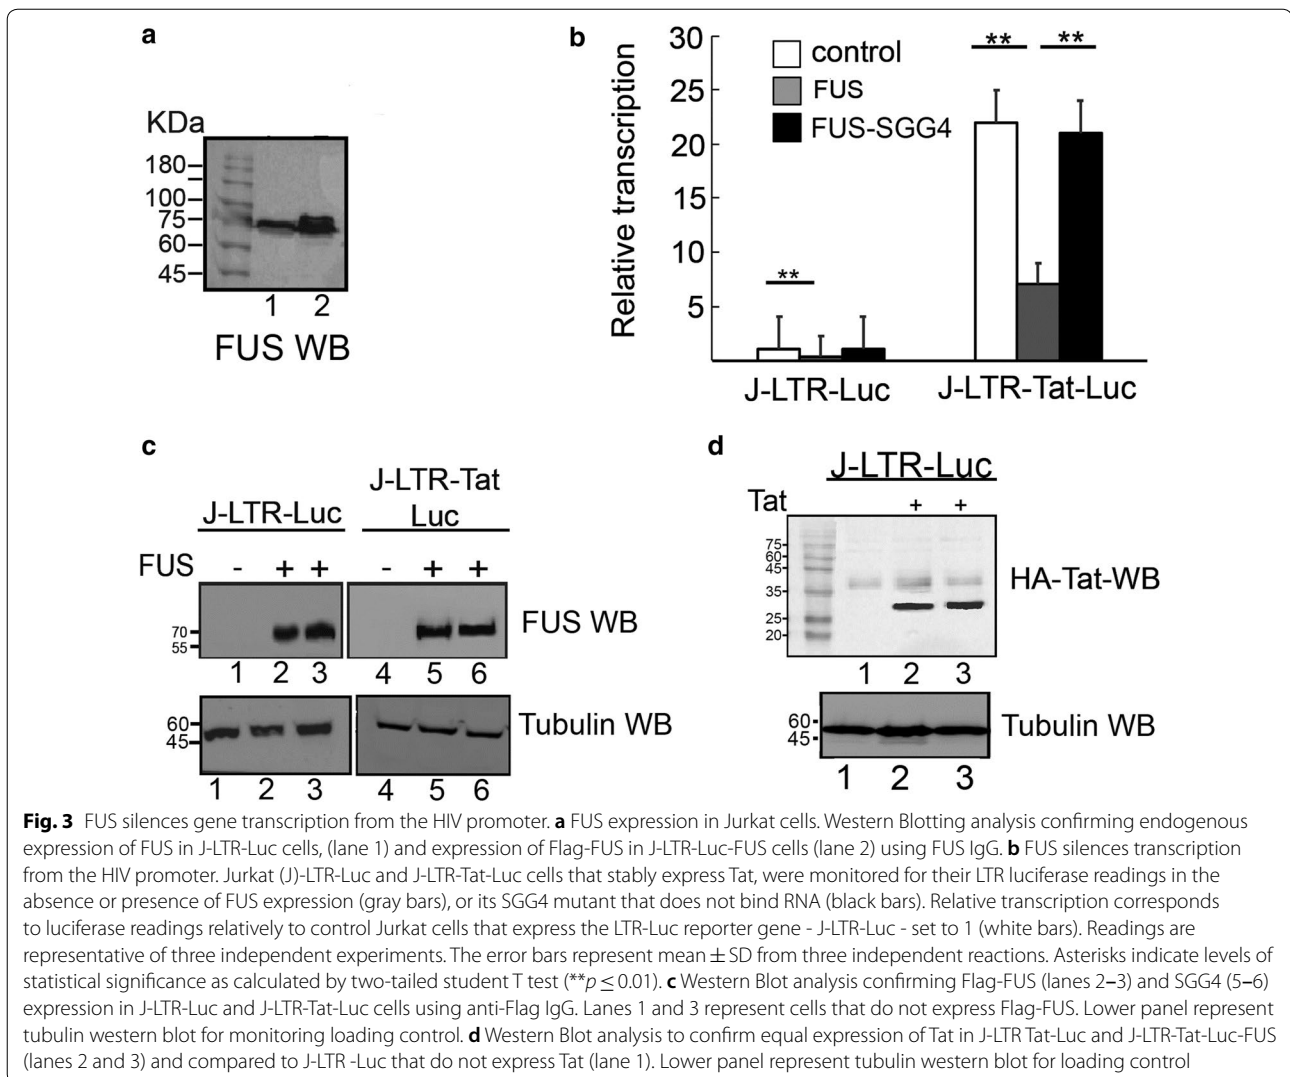 a
KDa
180
100
75
60
45
1 2
FUS WB
b
Relative transcription
30
25
20
15
10
5
control
FUS
FUS-SGG4
**
**
**
J-LTR-Luc
J-LTR-Tat-Luc
c
J-LTR-Luc
J-LTR-Tat
Luc
FUS - + + - + +
70
55
FUS WB
1 2 3 4 5 6
60
45
Tubulin WB
1 2 3 4 5 6
d
J-LTR-Luc
Tat + +
75
60
45
35
25
20
HA-Tat-WB
1 2 3
60
45
Tubulin WB
1 2 3
Fig. 3 FUS silences gene transcription from the HIV promoter. a FUS expression in Jurkat cells. Western Blotting analysis confirming endogenous
expression of FUS in J-LTR-Luc cells, (lane 1) and expression of Flag-FUS in J-LTR-Luc-FUS cells (lane 2) using FUS IgG. b FUS silences transcription
from the HIV promoter. Jurkat (J)-LTR-Luc and J-LTR-Tat-Luc cells that stably express Tat, were monitored for their LTR luciferase readings in the
absence or presence of FUS expression (gray bars), or its SGG4 mutant that does not bind RNA (black bars). Relative transcription corresponds
to luciferase readings relatively to control Jurkat cells that express the LTR-Luc reporter gene - J-LTR-Luc - set to 1 (white bars). Readings are
representative of three independent experiments. The error bars represent mean ± SD from three independent reactions. Asterisks indicate levels of
statistical significance as calculated by two-tailed student T test (**p ≤ 0.01). c Western Blot analysis confirming Flag-FUS (lanes 2–3) and SGG4 (5–6)
expression in J-LTR-Luc and J-LTR-Tat-Luc cells using anti-Flag IgG. Lanes 1 and 3 represent cells that do not express Flag-FUS. Lower panel represent
tubulin western blot for monitoring loading control. d Western Blot analysis to confirm equal expression of Tat in J-LTR Tat-Luc and J-LTR-Tat-Luc-FUS
(lanes 2 and 3) and compared to J-LTR -Luc that do not express Tat (lane 1). Lower panel represent tubulin western blot for loading control